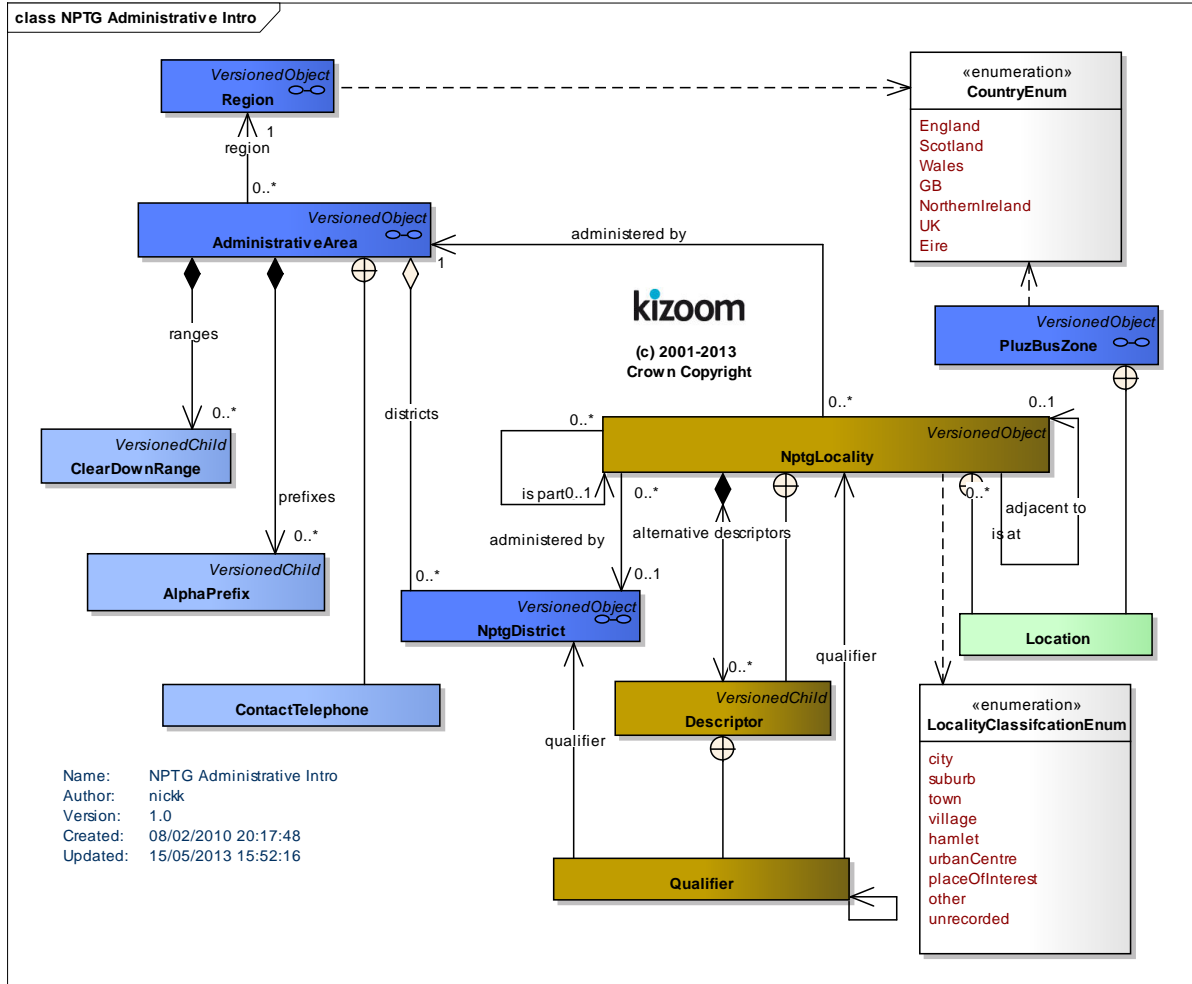 class NPTG Administrative Intro
VersionedObject
Region
«enumeration»
CountryEnum
England
Scotland
Wales
GB
NorthernIreland
UK
Eire
1
region
0..*
VersionedObject
AdministrativeArea
administered by
1
kizoom
(c) 2001-2013
Crown Copyright
VersionedObject
PluzBusZone
ranges
0..*
districts
VersionedChild
ClearDownRange
0..*
0..*
0..1
VersionedObject
NptgLocality
is part
0..1
0..*
0..*
adjacent to
is at
prefixes
0..*
administered by
alternative descriptors
VersionedChild
AlphaPrefix
0..*
0..1
VersionedObject
NptgDistrict
Location
qualifier
0..*
VersionedChild
Descriptor
ContactTelephone
qualifier
«enumeration»
LocalityClassifcationEnum
city
suburb
town
village
hamlet
urbanCentre
placeOfInterest
other
unrecorded
Name: NPTG Administrative Intro
Author: nickk
Version: 1.0
Created: 08/02/2010 20:17:48
Updated: 15/05/2013 15:52:16
Qualifier